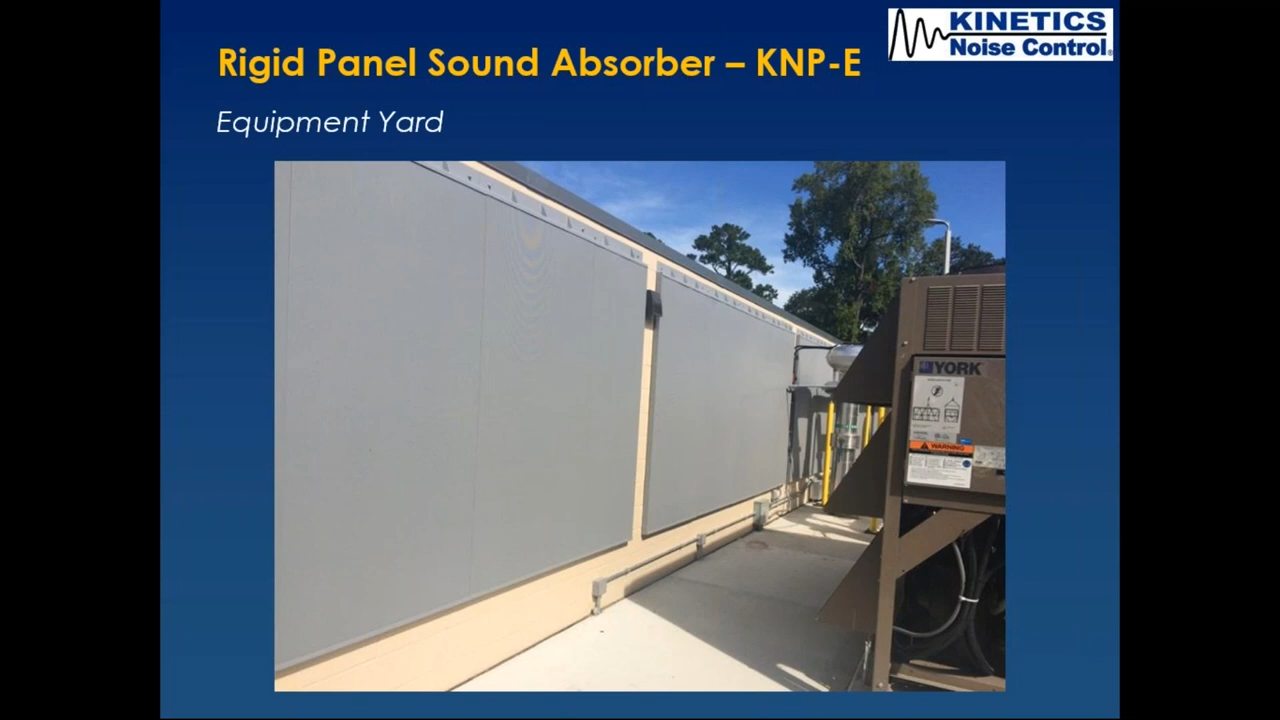 KINETICS
Noise Control®
Rigid Panel Sound Absorber – KNP-E
Equipment Yard
YORK
WARNING